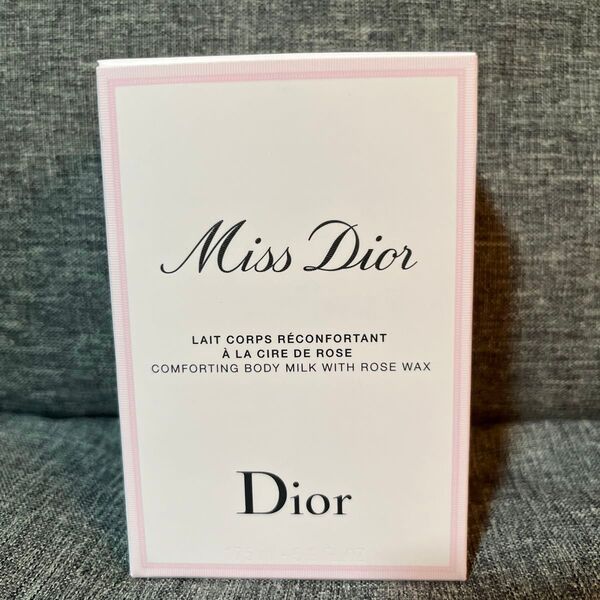 Miss Dior
LAIT CORPS RÉCONFORTANT
À LA CIRE DE ROSE
COMFORTING BODY MILK WITH ROSE WAX
Dior